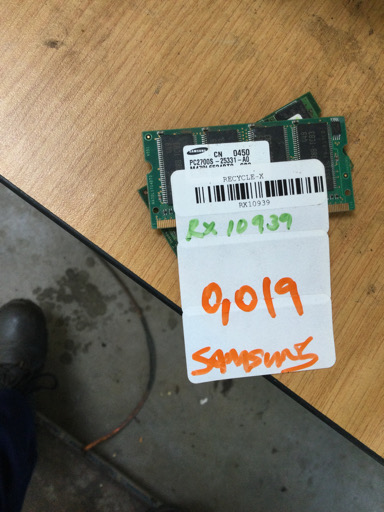 SAMSUNG CN 0450
PC2700S-25331-A0
RECYCLE-X
RX10939
RX 10939
0,019
SAMSUNG